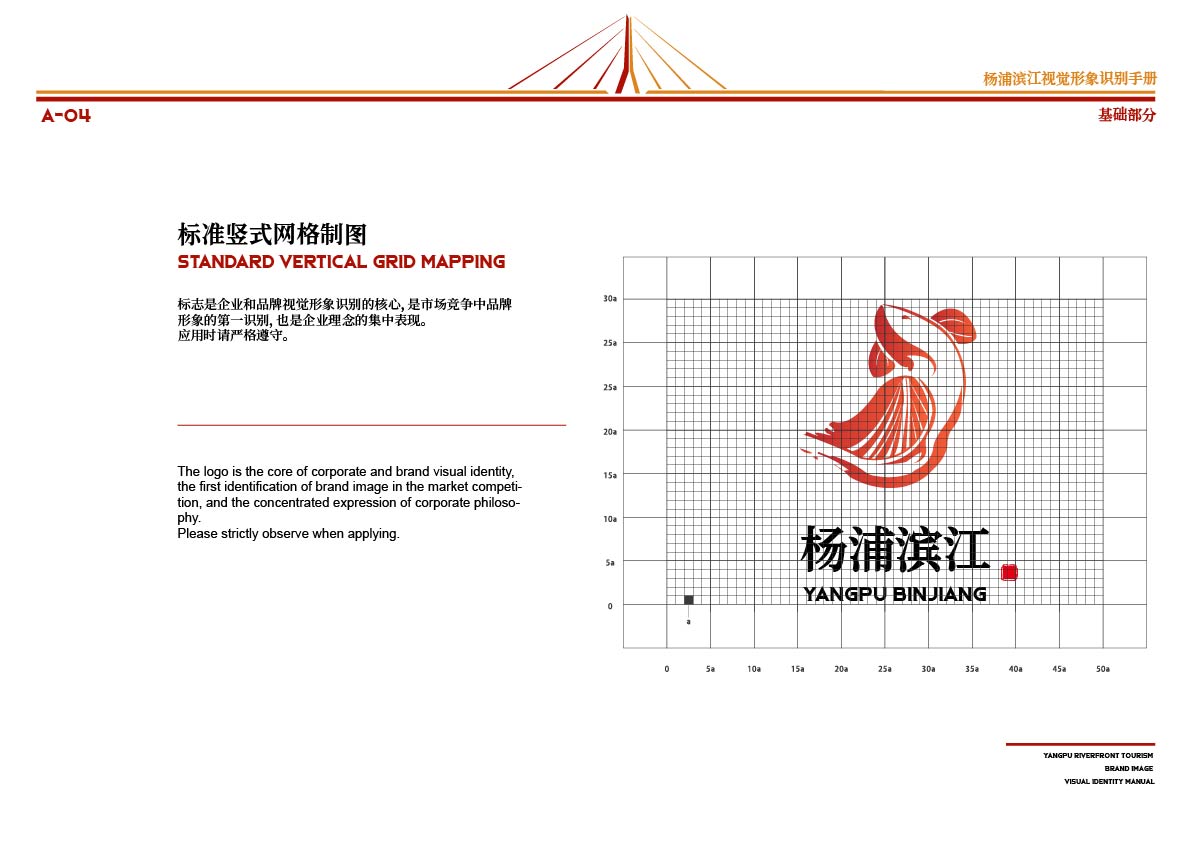 杨浦滨江视觉形象识别手册
A-04
基础部分
标准竖式网格制图
STANDARD VERTICAL GRID MAPPING
标志是企业和品牌视觉形象识别的核心, 是市场竞争中品牌
形象的第一识别, 也是企业理念的集中表现。
应用时请严格遵守。
The logo is the core of corporate and brand visual identity,
the first identification of brand image in the market competi-
tion, and the concentrated expression of corporate philoso-
phy.
Please strictly observe when applying.
30a
25a
20a
15a
10a
5a
0
杨浦滨江
YANGPU BINJIANG
a
0 5a 10a 15a 20a 25a 30a 35a 40a 45a 50a
YANGPU RIVERFRONT TOURISM
BRAND IMAGE
VISUAL IDENTITY MANUAL